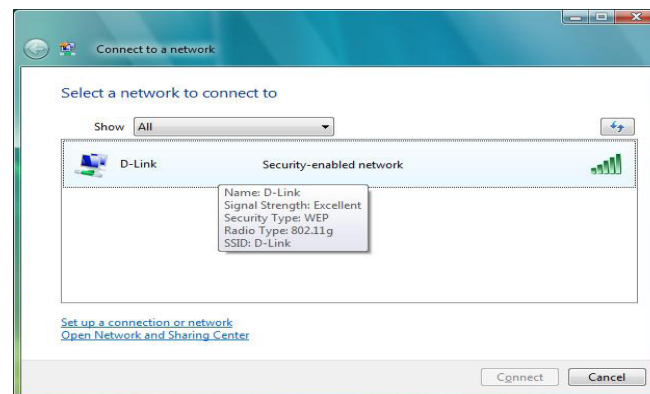 Connect to a network
Select a network to connect to
Show All
D-Link Security-enabled network
Name: D-Link
Signal Strength: Excellent
Security Type: WEP
Radio Type: 802.11g
SSID: D-Link
Set up a connection or network
Open Network and Sharing Center
Connect Cancel